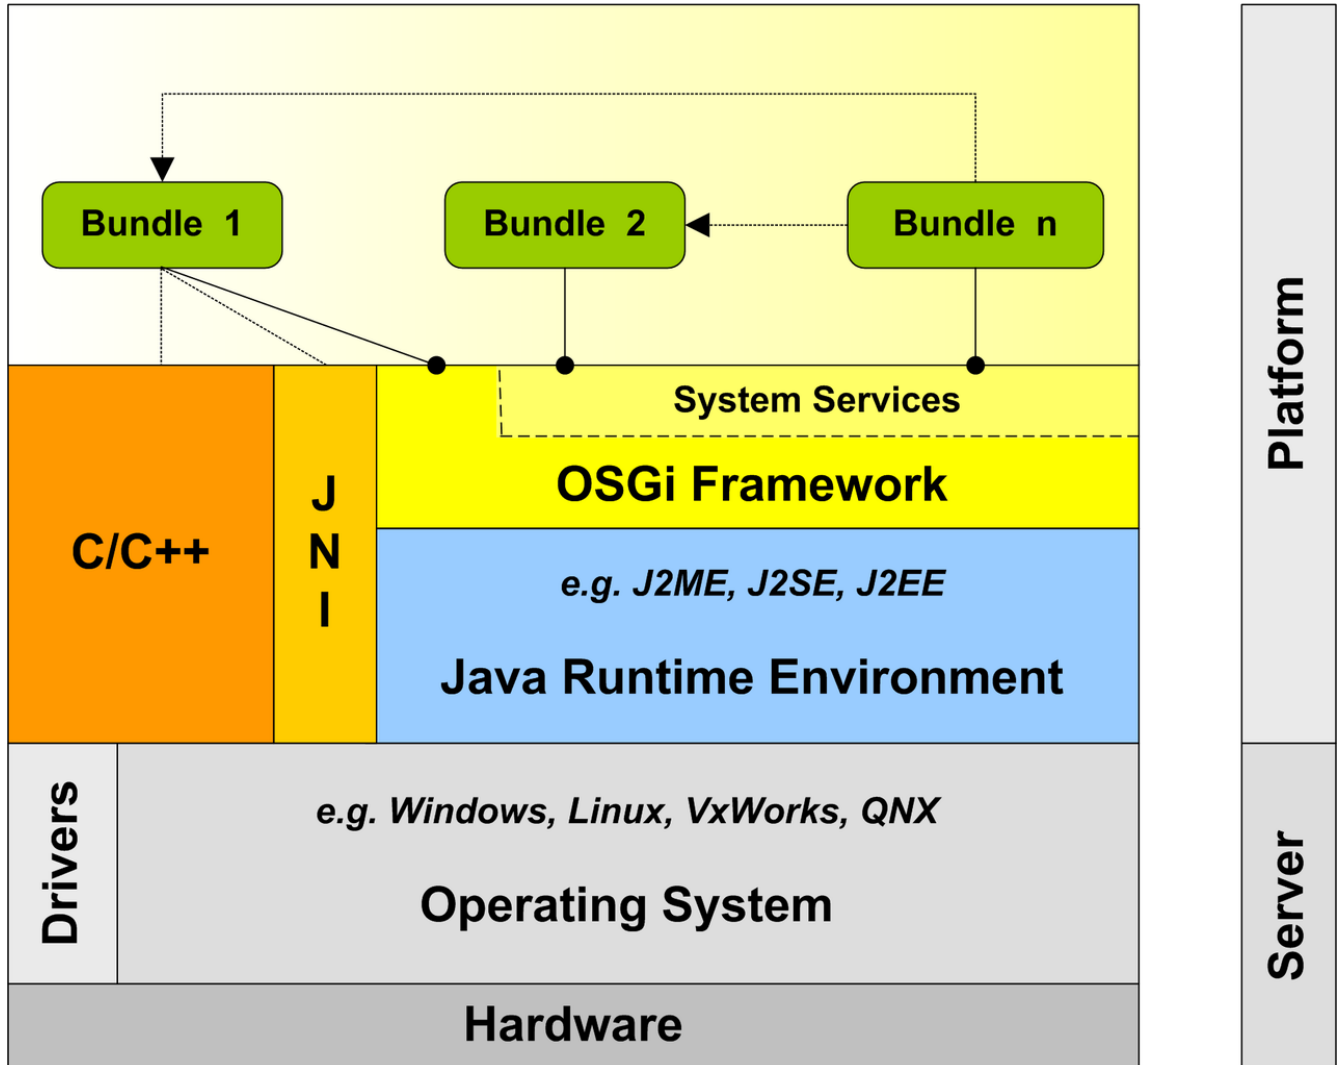 Bundle 1
Bundle 2
Bundle n
System Services
OSGi Framework
C/C++
J
N
I
e.g. J2ME, J2SE, J2EE
Java Runtime Environment
Drivers
e.g. Windows, Linux, VxWorks, QNX
Operating System
Hardware
Platform
Server